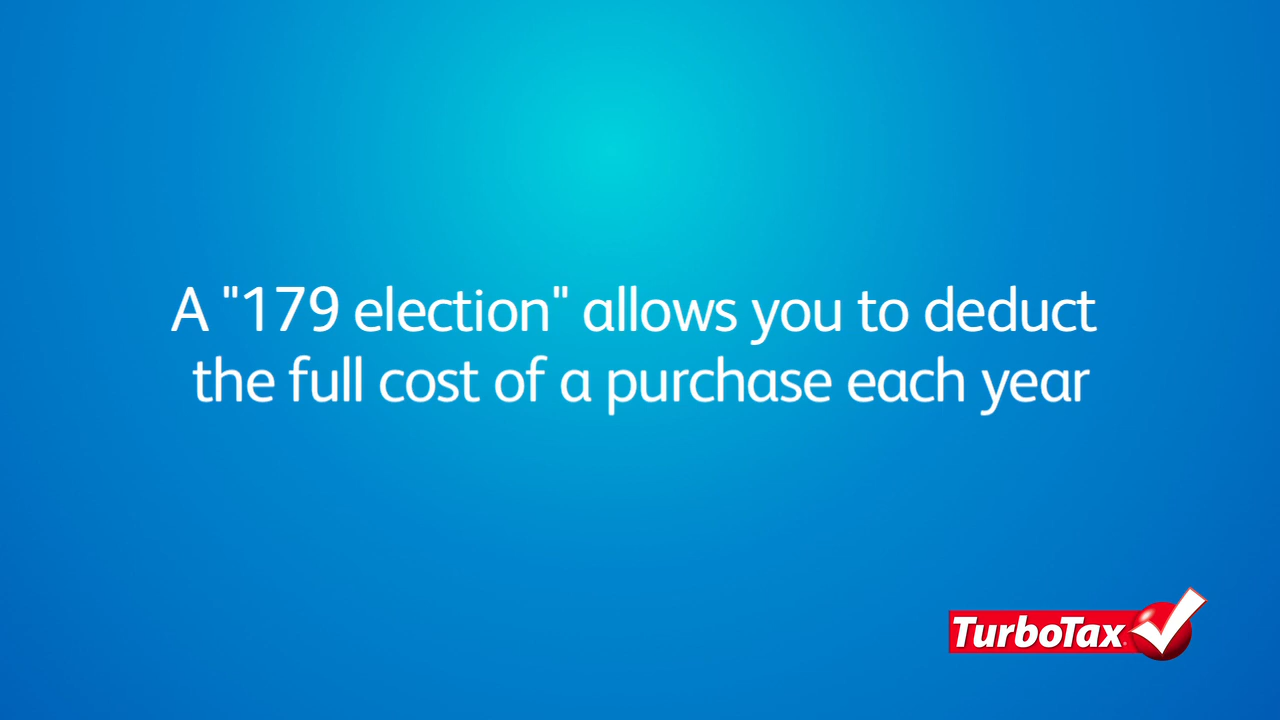 A "179 election" allows you to deduct
the full cost of a purchase each year
TurboTax